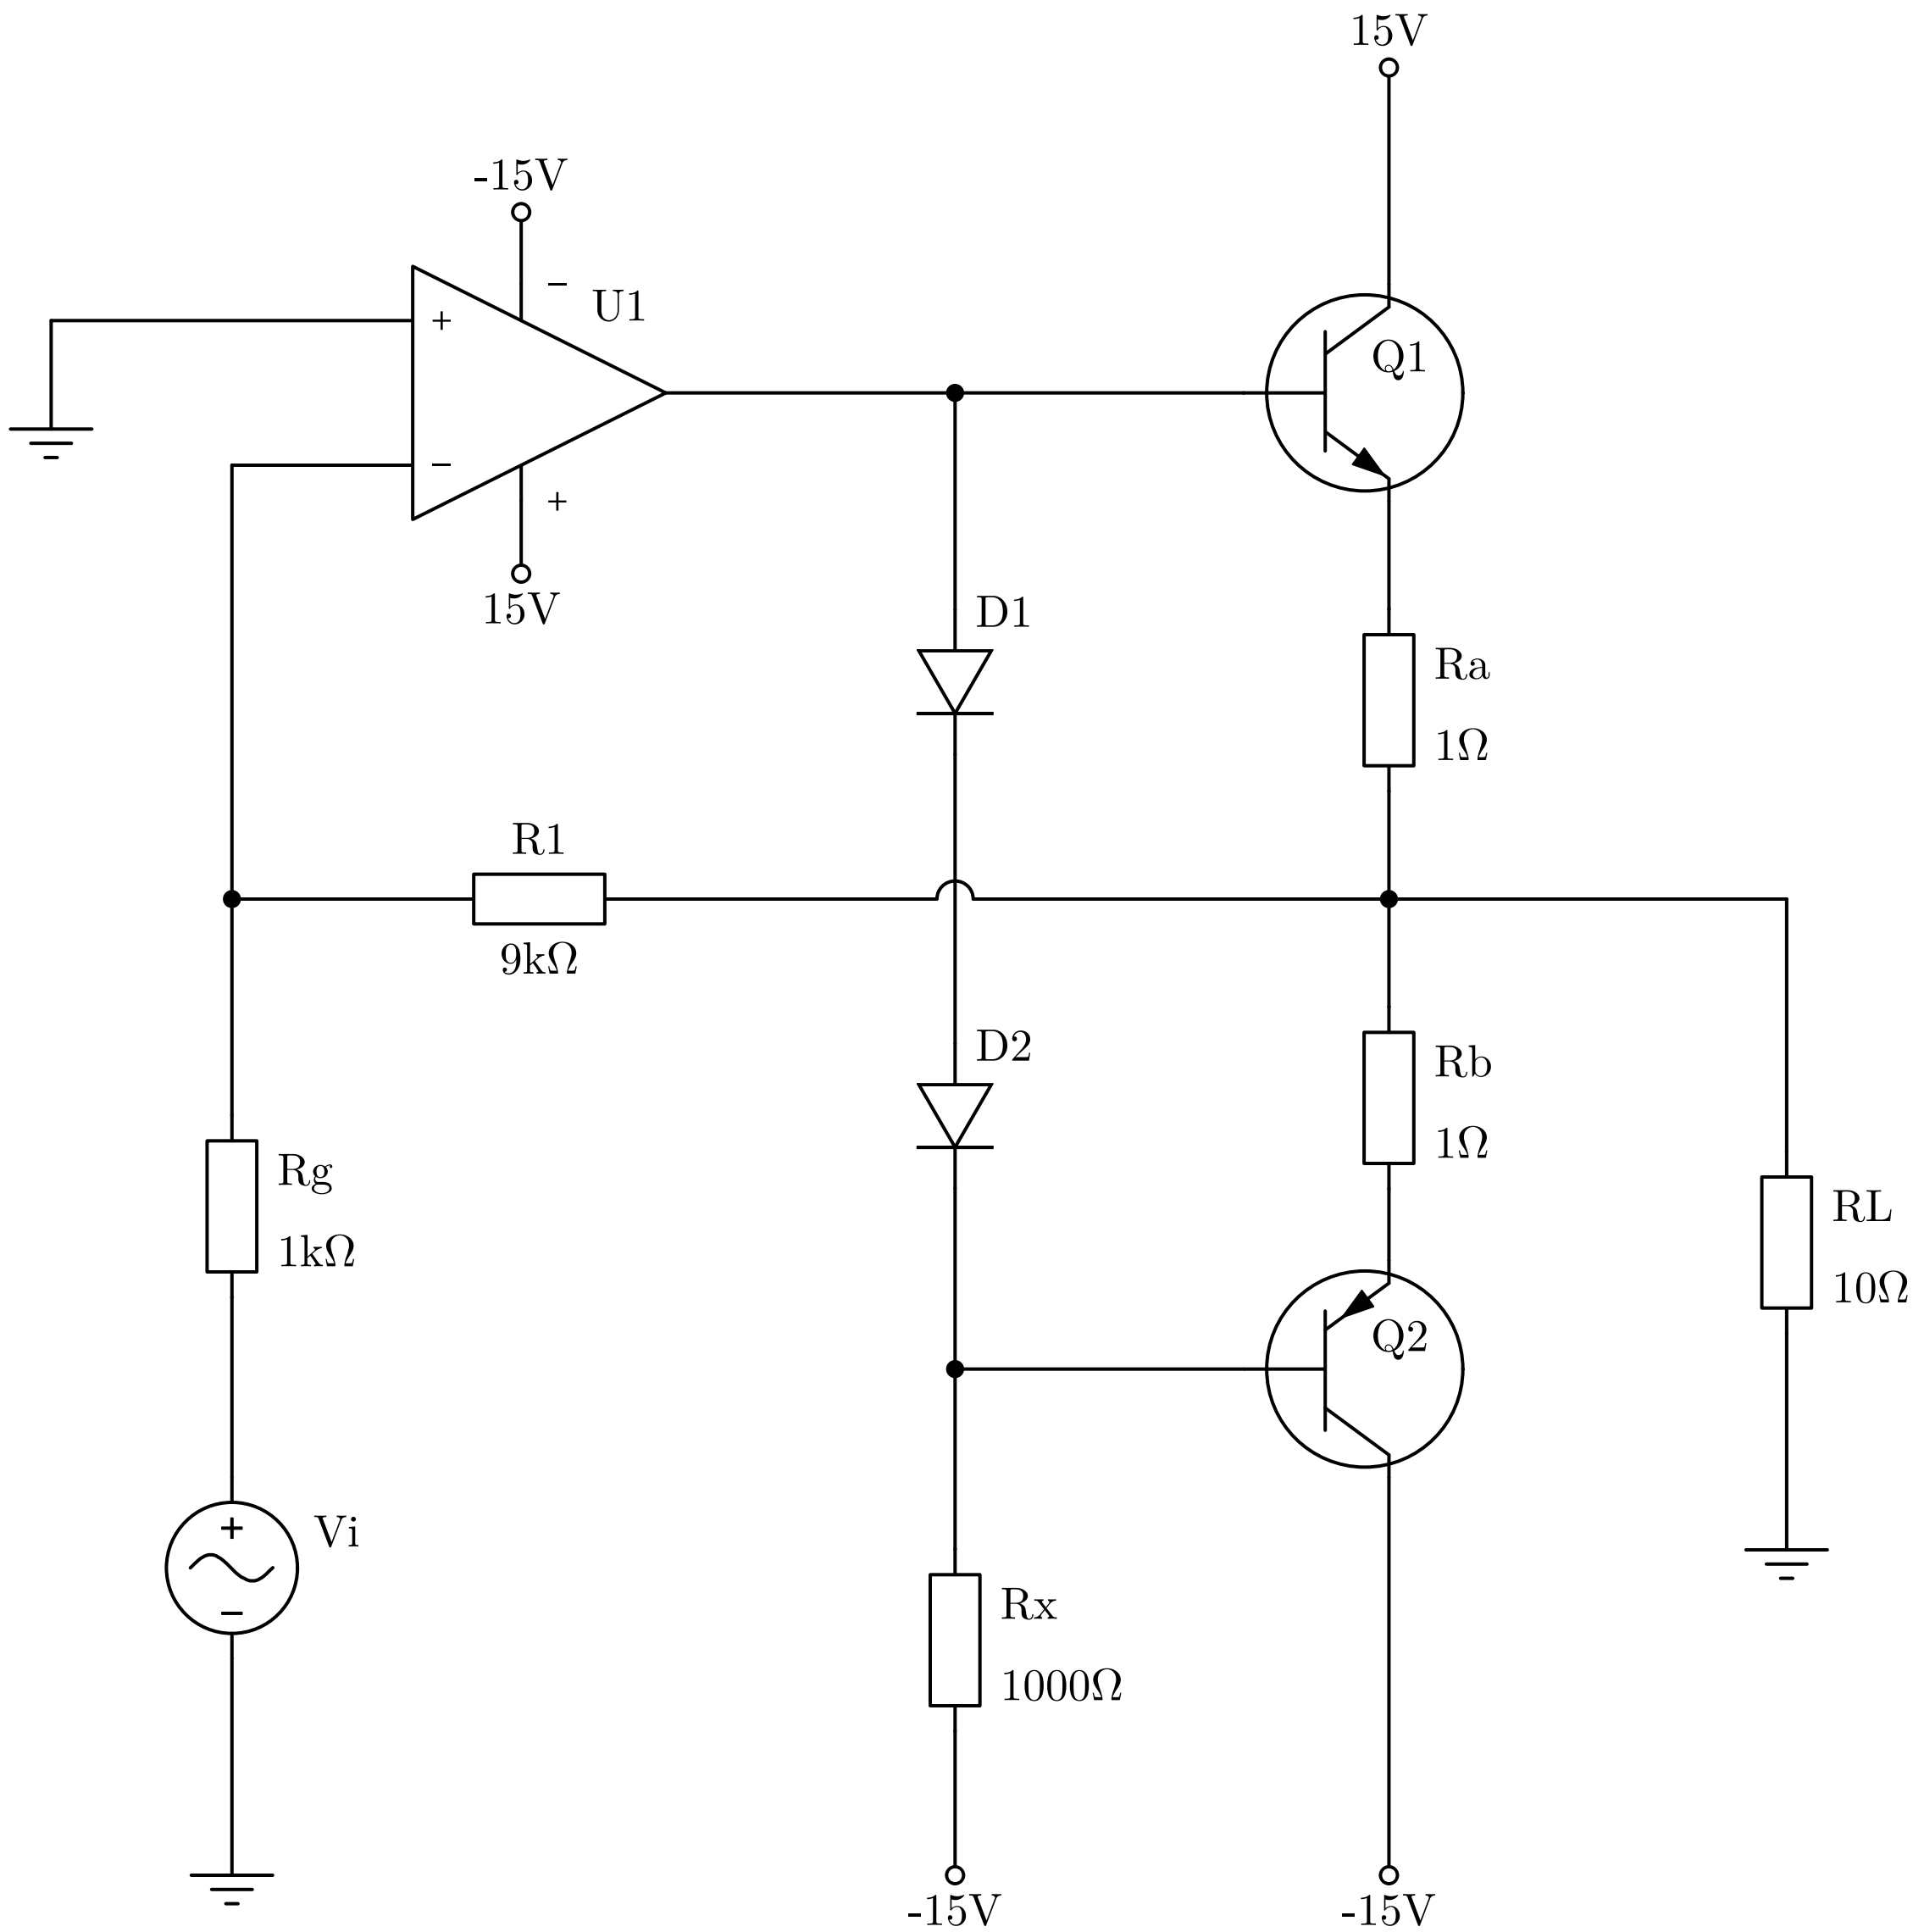 15V
-15V
U1
Q1
15V
D1
Ra
1Ω
R1
9kΩ
D2
Rb
1Ω
Rg
1kΩ
RL
10Ω
Q2
Vi
Rx
1000Ω
-15V
-15V